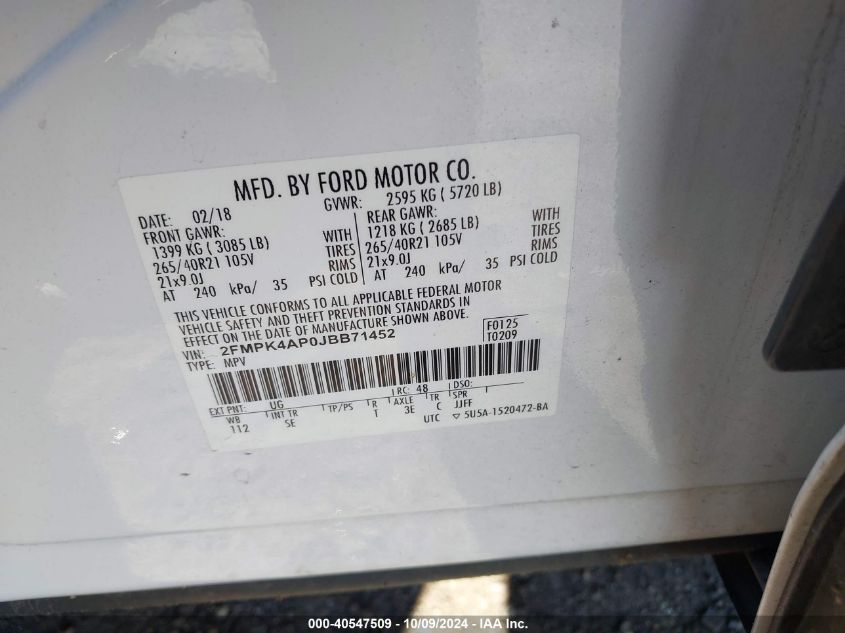 MFD. BY FORD MOTOR CO.
DATE: 02/18 GVWR: 2595 KG ( 5720 LB)
FRONT GAWR: WITH REAR GAWR: WITH
1399 KG ( 3085 LB) TIRES 1218 KG ( 2685 LB) TIRES
265/40R21 105V RIMS 265/40R21 105V RIMS
21x9.0J 21x9.0J
AT 240 kPa/ 35 PSI COLD AT 240 kPa/ 35 PSI COLD
THIS VEHICLE CONFORMS TO ALL APPLICABLE FEDERAL MOTOR
VEHICLE SAFETY AND THEFT PREVENTION STANDARDS IN
EFFECT ON THE DATE OF MANUFACTURE SHOWN ABOVE.
VIN: 2FMPK4AP0JBB71452 F0125
TYPE: MPV T0209
EXT PNT: UG RC: 48 DSO:
WB INT TR TP/PS R AXLE TR SPR
112 SE T 3E C JJFF
UTC ▽ 5U5A-1520472-BA
000-40547509 - 10/09/2024 - IAA Inc.